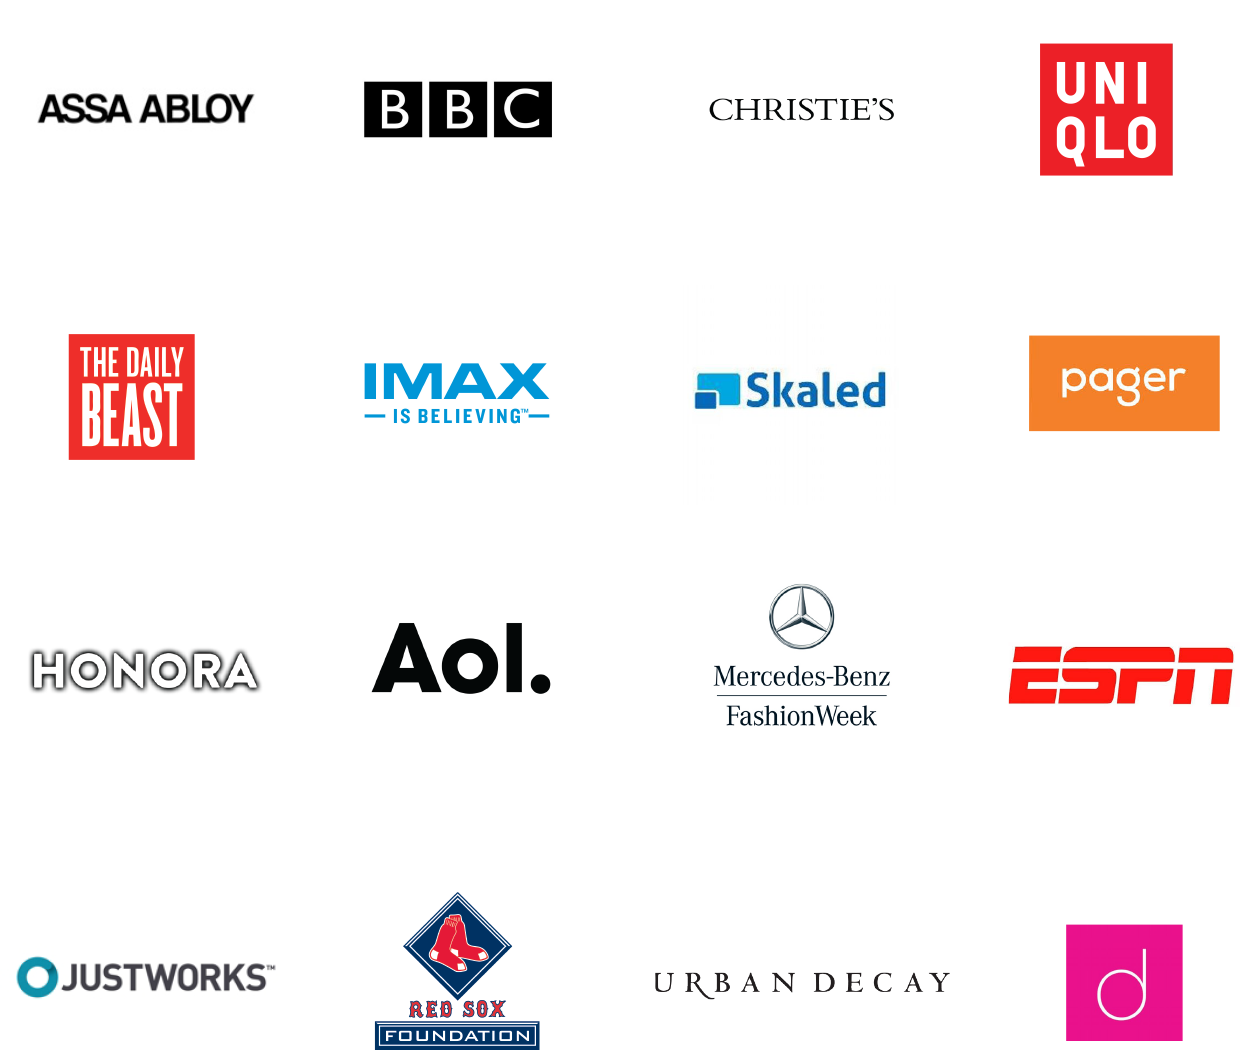 ASSA ABLOY
BBC
CHRISTIE'S
UNI
QLO
THE DAILY
BEAST
IMAX
IS BELIEVING™
Skaled
pager
HONORA
Aol.
Mercedes-Benz
FashionWeek
ESPN
JUSTWORKS™
RED SOX
FOUNDATION
URBAN DECAY
d